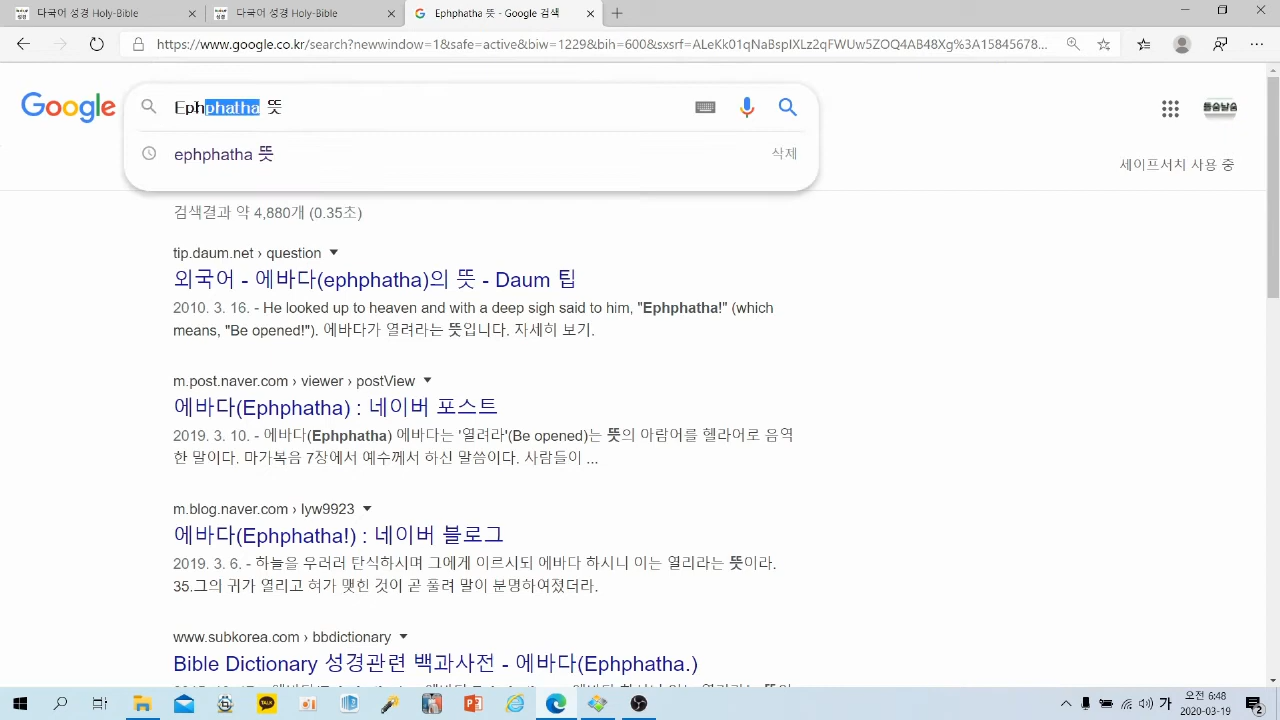 다국어 성경 Holy-Bible
다국어 성경 Holy-Bible
Ephphatha 뜻 - Google 검색
https://www.google.co.kr/search?newwindow=1&safe=active&biw=1229&bih=600&sxsrf=ALeKk01qNaBspIXLz2qFWUw5ZOQ4AB48Xg%3A15845678...
Google
Ephphatha 뜻
ephphatha 뜻
삭제
돌숨날숨
세이프서치 사용 중
검색결과 약 4,880개 (0.35초)
tip.daum.net › question
외국어 - 에바다(ephphatha)의 뜻 - Daum 팁
2010. 3. 16. - He looked up to heaven and with a deep sigh said to him, "Ephphatha!" (which
means, "Be opened!"). 에바다가 열려라는 뜻입니다. 자세히 보기.
m.post.naver.com › viewer › postView
에바다(Ephphatha) : 네이버 포스트
2019. 3. 10. - 에바다(Ephphatha) 에바다는 '열려라'(Be opened)는 뜻의 아람어를 헬라어로 음역
한 말이다. 마가복음 7장에서 예수께서 하신 말씀이다. 사람들이 ...
m.blog.naver.com › lyw9923
에바다(Ephphatha!) : 네이버 블로그
2019. 3. 6. - 하늘을 우러러 탄식하시며 그에게 이르시되 에바다 하시니 이는 열리라는 뜻이라.
35.그의 귀가 열리고 혀가 맺힌 것이 곧 풀려 말이 분명하여졌더라.
www.subkorea.com › bbdictionary
Bible Dictionary 성경관련 백과사전 - 에바다(Ephphatha.)
TALK
가
오전 6:48
2020-03-19
2